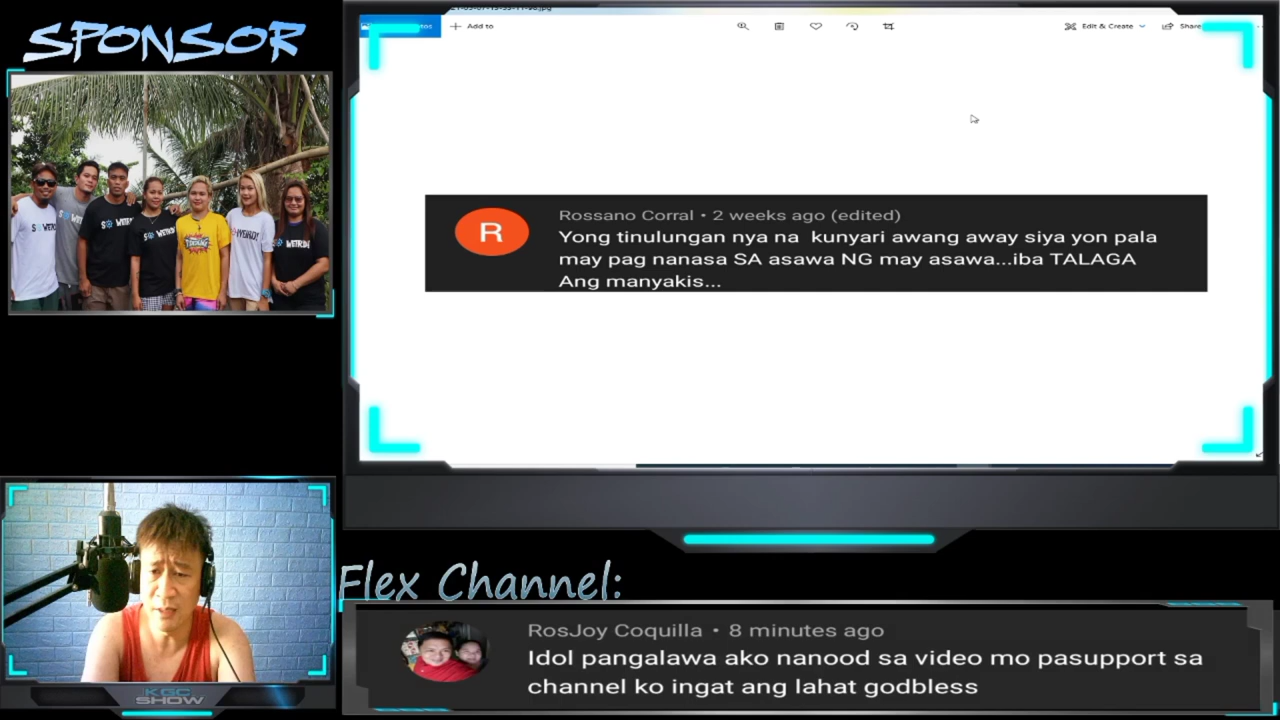 SPONSOR
Add to
Edit & Create
Share
Rossano Corral • 2 weeks ago (edited)
Yong tinulungan nya na kunyari awang away siya yon pala
may pag nanasa SA asawa NG may asawa...iba TALAGA
Ang manyakis...
KGC
SHOW
Flex Channel:
RosJoy Coquilla • 8 minutes ago
Idol pangalawa ako nanood sa video mo pasupport sa
channel ko ingat ang lahat godbless